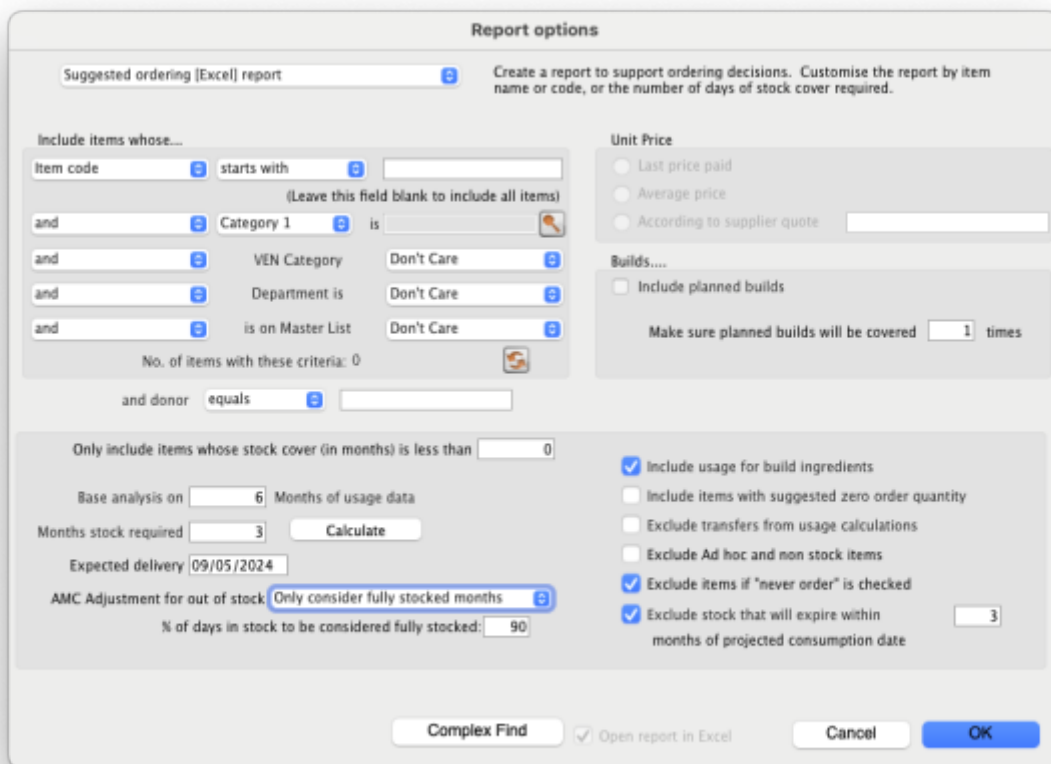 Report options
Suggested ordering (Excel) report
Create a report to support ordering decisions. Customise the report by item
name or code, or the number of days of stock cover required.
Include items whose....
Item code starts with
(Leave this field blank to include all items)
and Category 1 is
and VEN Category Don't Care
and Department is Don't Care
and is on Master List Don't Care
No. of items with these criteria: 0
and donor equals
Unit Price
Last price paid
Average price
According to supplier quote
Builds....
Include planned builds
Make sure planned builds will be covered 1 times
Only include items whose stock cover (in months) is less than 0
Base analysis on 6 Months of usage data
Months stock required 3 Calculate
Expected delivery 09/05/2024
AMC Adjustment for out of stock Only consider fully stocked months
% of days in stock to be considered fully stocked: 90
Include usage for build ingredients
Include items with suggested zero order quantity
Exclude transfers from usage calculations
Exclude Ad hoc and non stock items
Exclude items if "never order" is checked
Exclude stock that will expire within 3
months of projected consumption date
Complex Find Open report in Excel Cancel OK